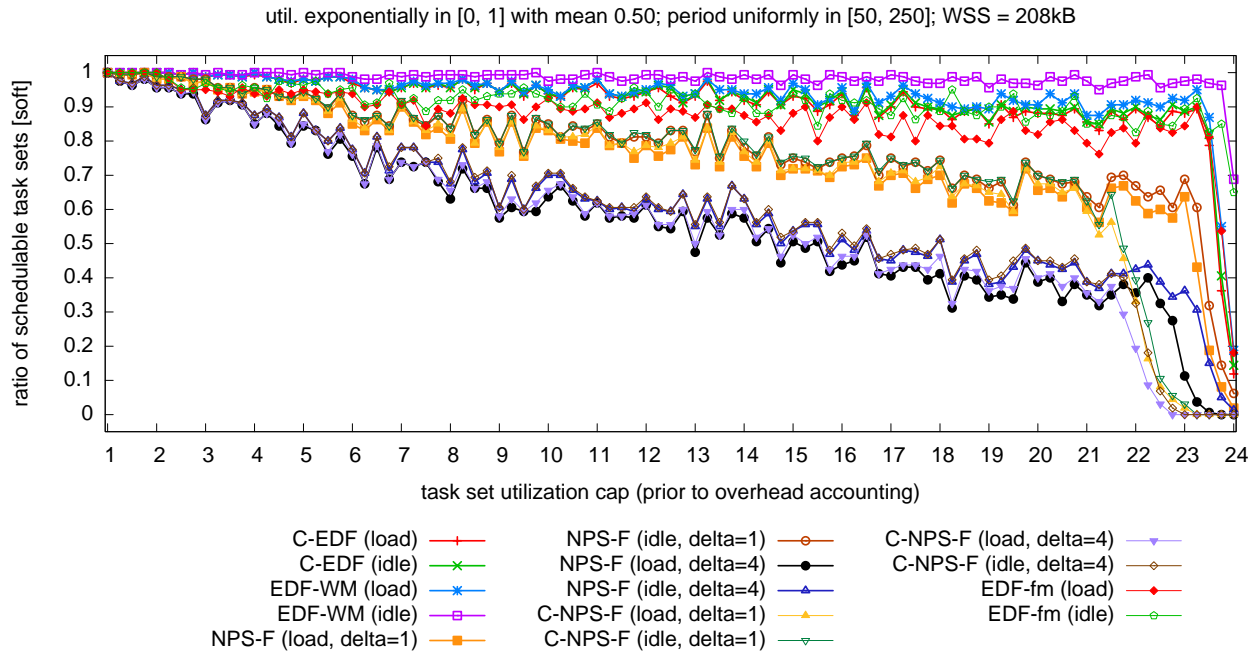 util. exponentially in [0, 1] with mean 0.50; period uniformly in [50, 250]; WSS = 208kB
ratio of schedulable task sets [soft]
1
0.9
0.8
0.7
0.6
0.5
0.4
0.3
0.2
0.1
0
1 2 3 4 5 6 7 8 9 10 11 12 13 14 15 16 17 18 19 20 21 22 23 24
task set utilization cap (prior to overhead accounting)
C-EDF (load)
C-EDF (idle)
EDF-WM (load)
EDF-WM (idle)
NPS-F (load, delta=1)
NPS-F (idle, delta=1)
NPS-F (load, delta=4)
NPS-F (idle, delta=4)
C-NPS-F (load, delta=1)
C-NPS-F (idle, delta=1)
C-NPS-F (load, delta=4)
C-NPS-F (idle, delta=4)
EDF-fm (load)
EDF-fm (idle)